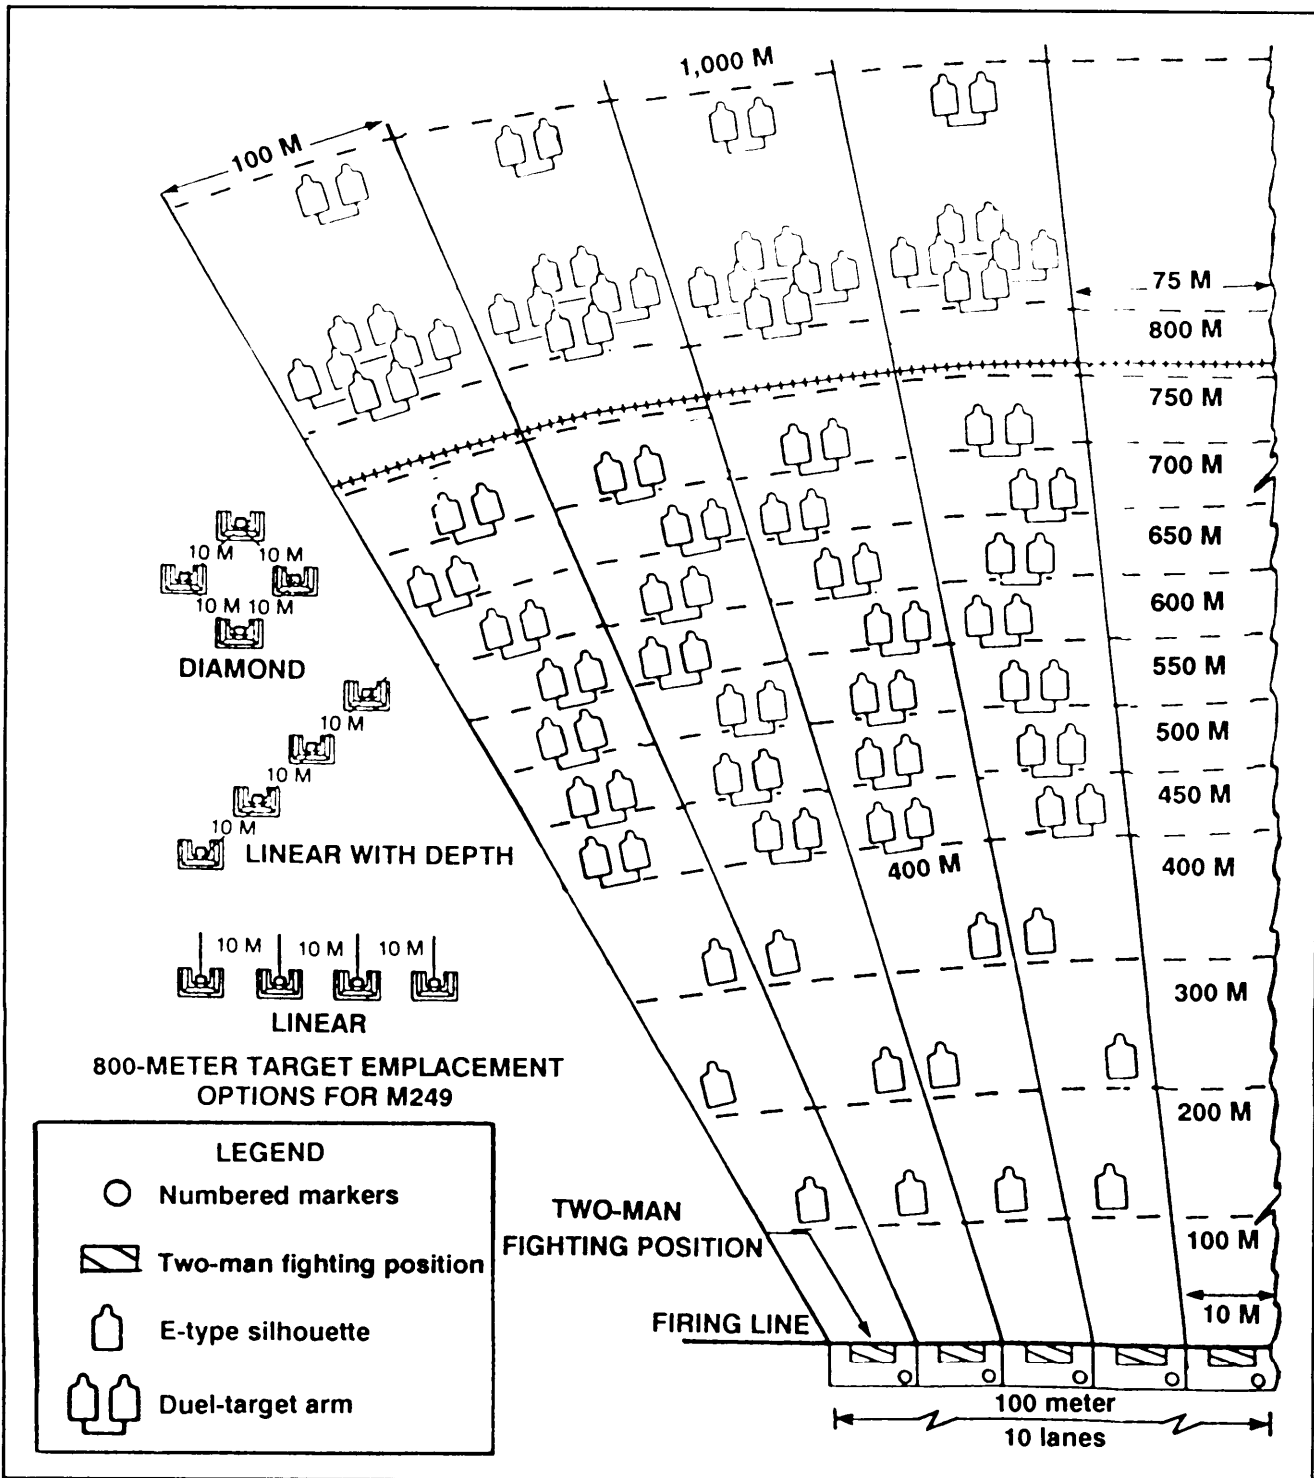 1,000 M
100 M
75 M
800 M
750 M
700 M
650 M
600 M
550 M
500 M
450 M
400 M
400 M
300 M
200 M
100 M
10 M
10 M 10 M
10 M 10 M
DIAMOND
10 M
10 M
10 M
LINEAR WITH DEPTH
10 M 10 M 10 M
LINEAR
800-METER TARGET EMPLACEMENT
OPTIONS FOR M249
LEGEND
Numbered markers
Two-man fighting position
E-type silhouette
Duel-target arm
TWO-MAN
FIGHTING POSITION
FIRING LINE
100 meter
10 lanes